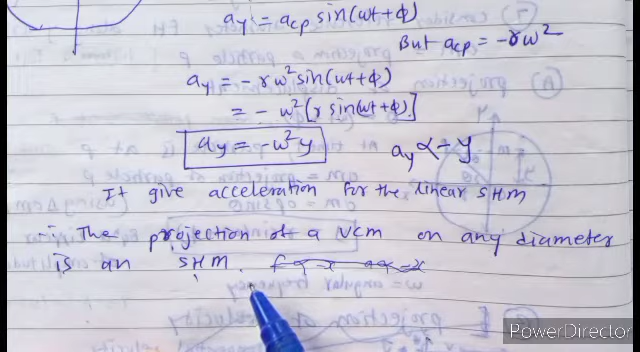 ay = acp sin(ωt + ϕ)
But acp = -rω²
ay = - rω² sin(ωt + ϕ)
= - ω² [r sin(ωt + ϕ)]
ay = -ω² y ay ∝ - y
It give acceleration for the linear SHM
∴ The projection of a UCM on any diameter
is an SHM.
PowerDirector